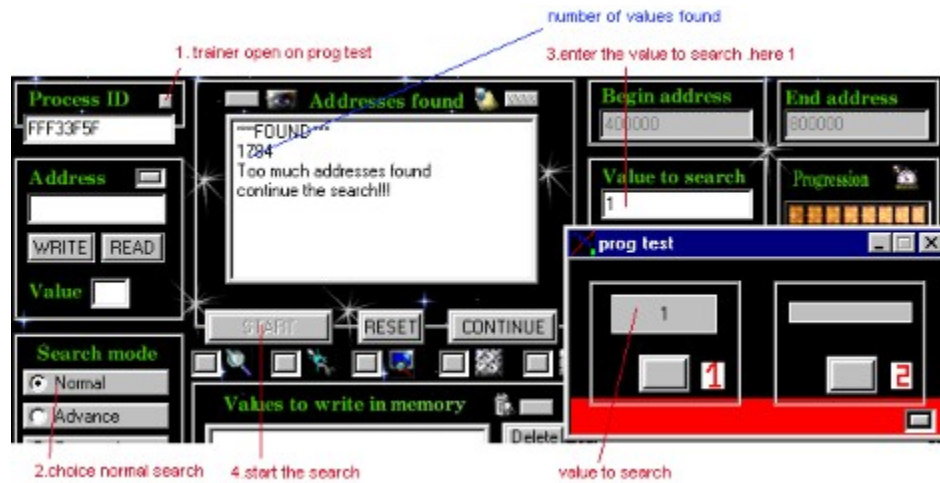 number of values found
1.trainer open on prog test
3.enter the value to search .here 1
Process ID
Addresses found
Begin address
End address
FFF33F5F
400000
800000
***FOUND***
1784
Too much addresses found
continue the search!!!
Address
Value to search
Progression
1
WRITE
READ
prog test
Value
1
START
RESET
CONTINUE
1
2
Search mode
Normal
Values to write in memory
Advance
Delete
2.choice normal search
4.start the search
value to search